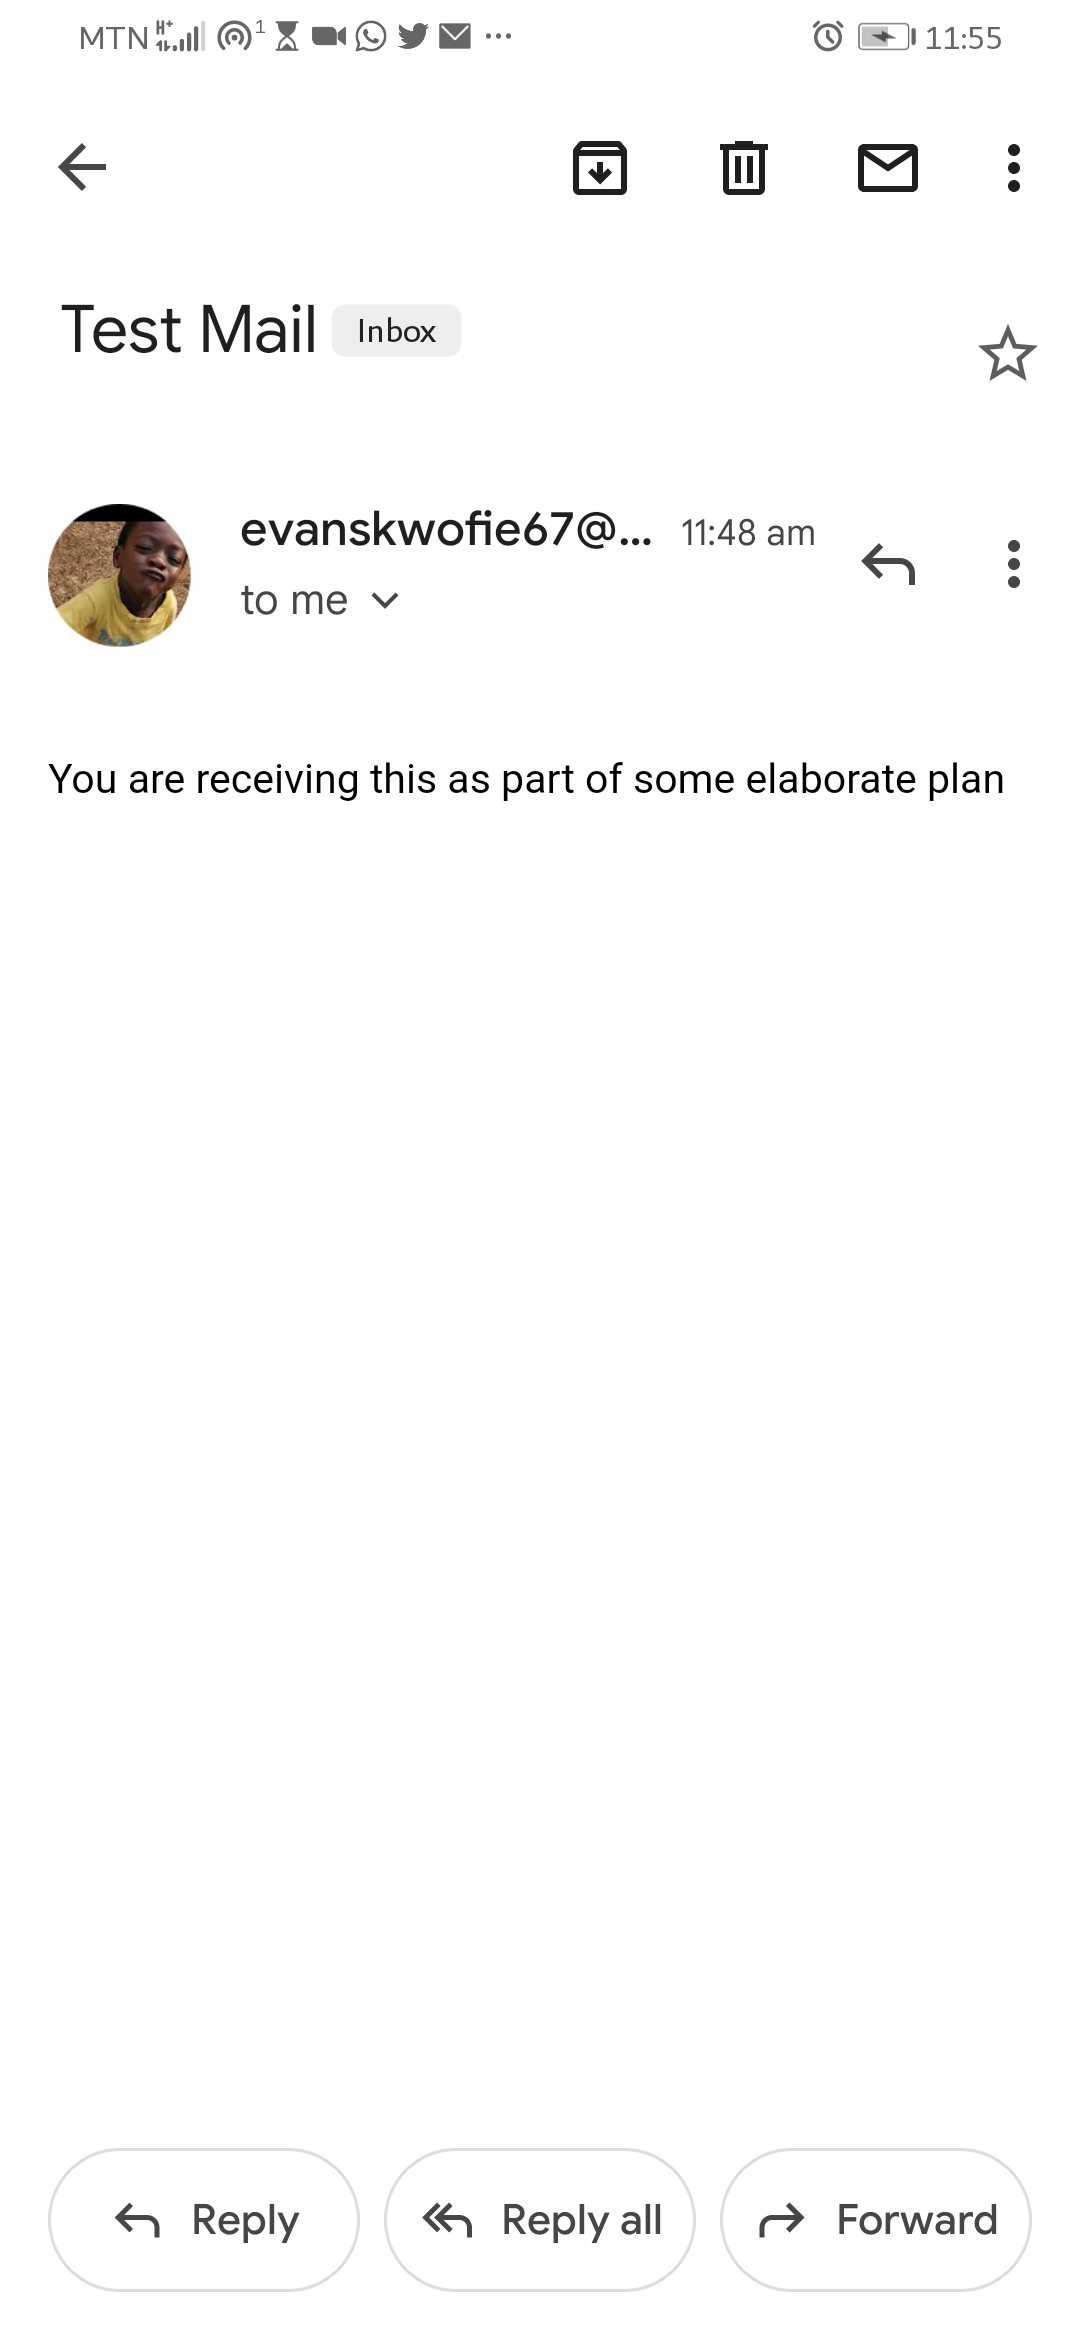 MTN H+ 1 11:55
Test Mail Inbox
evanskwofie67@... 11:48 am
to me
You are receiving this as part of some elaborate plan
Reply Reply all Forward